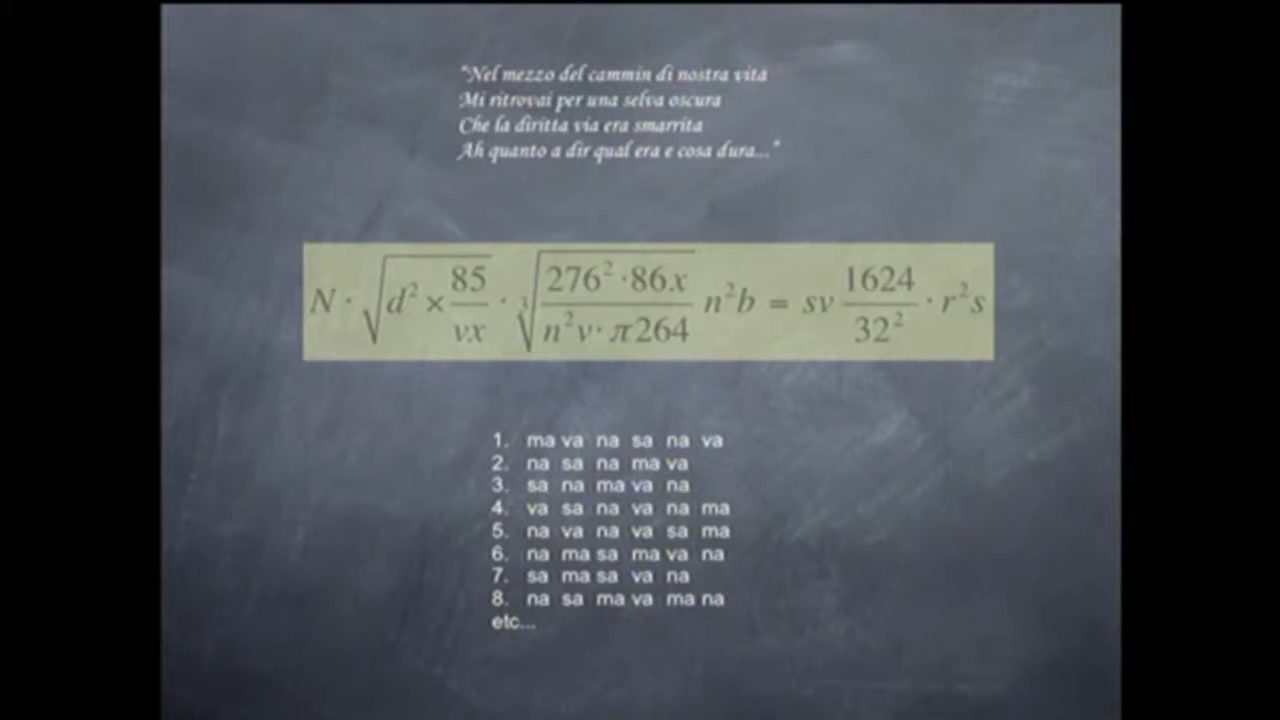 "Nel mezzo del cammin di nostra vita
Mi ritrovai per una selva oscura
Che la diritta via era smarrita
Ah quanto a dir qual era e cosa dura..."
N · √(d² × 85/vx) · ∛(276² · 86x / n²v · π264) n²b = sv 1624/32² · r²s
1. ma va na sa na va
2. na sa na ma va
3. sa na ma va na
4. va sa na va na ma
5. na va na va sa ma
6. na ma sa ma va na
7. sa ma sa va na
8. na sa ma va ma na
etc...